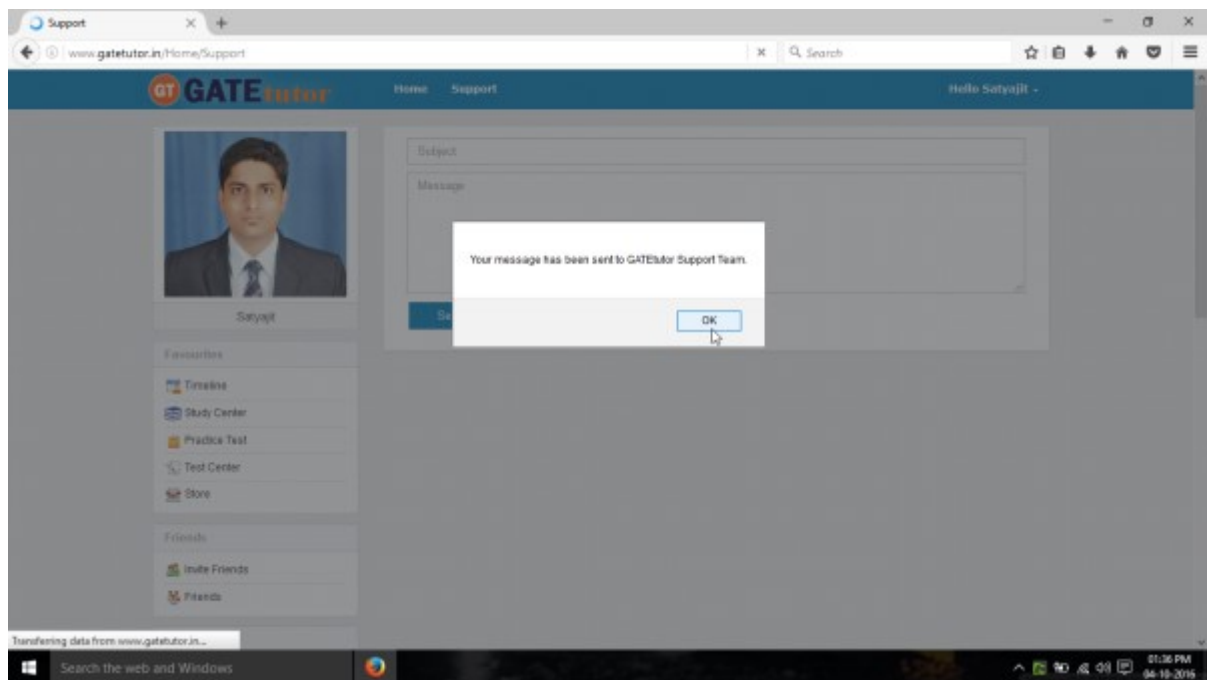 Support
www.gatetutor.in/Home/Support
Search
GT GATEtutor
Home Support
Hello Satyajit
Subject
Message
Your message has been sent to GATEtutor Support Team.
Se
OK
Satyajit
Favourites
Timeline
Study Center
Practice Test
Test Center
Store
Friends
Invite Friends
Friends
Transferring data from www.gatetutor.in...
Search the web and Windows
01:36 PM
04-10-2016